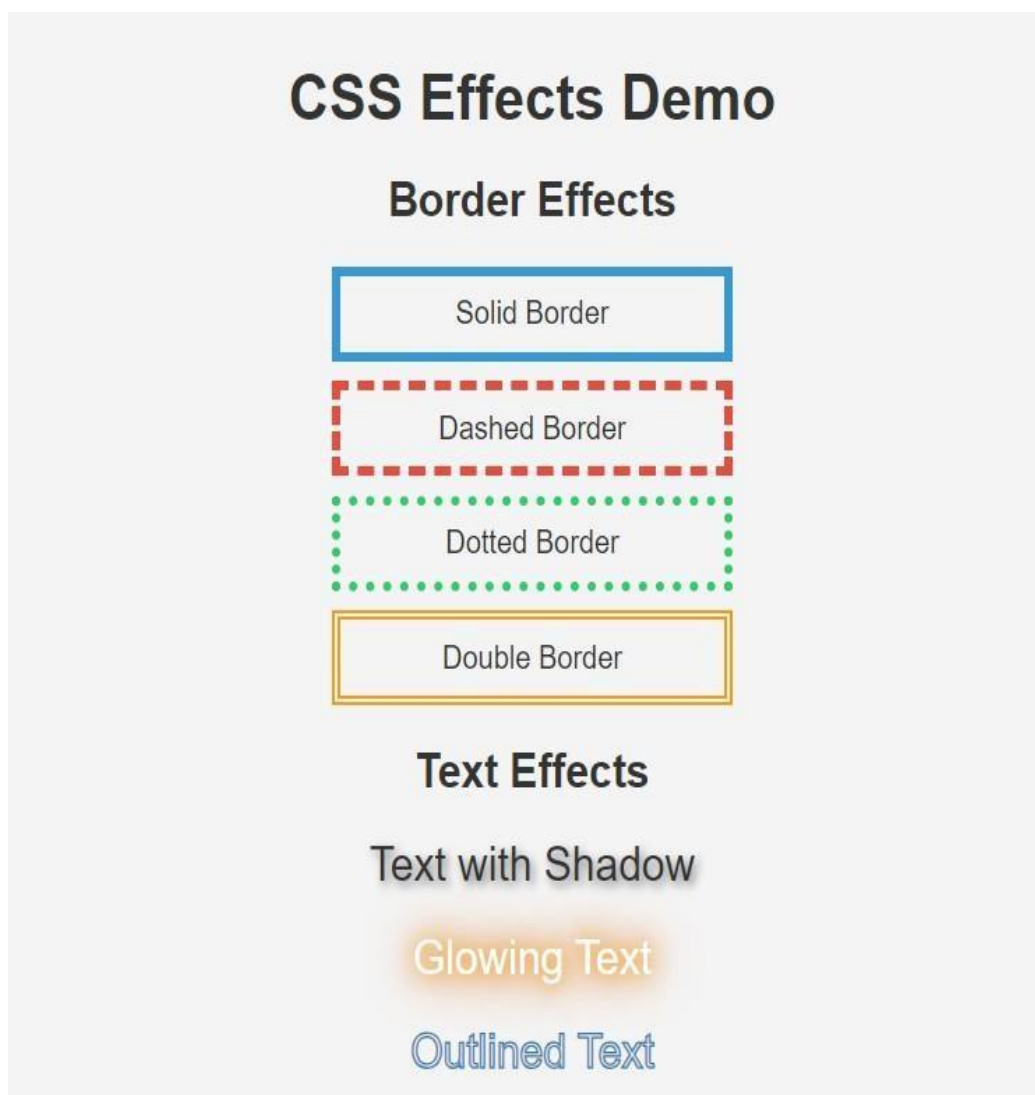 CSS Effects Demo
Border Effects
Solid Border
Dashed Border
Dotted Border
Double Border
Text Effects
Text with Shadow
Glowing Text
Outlined Text